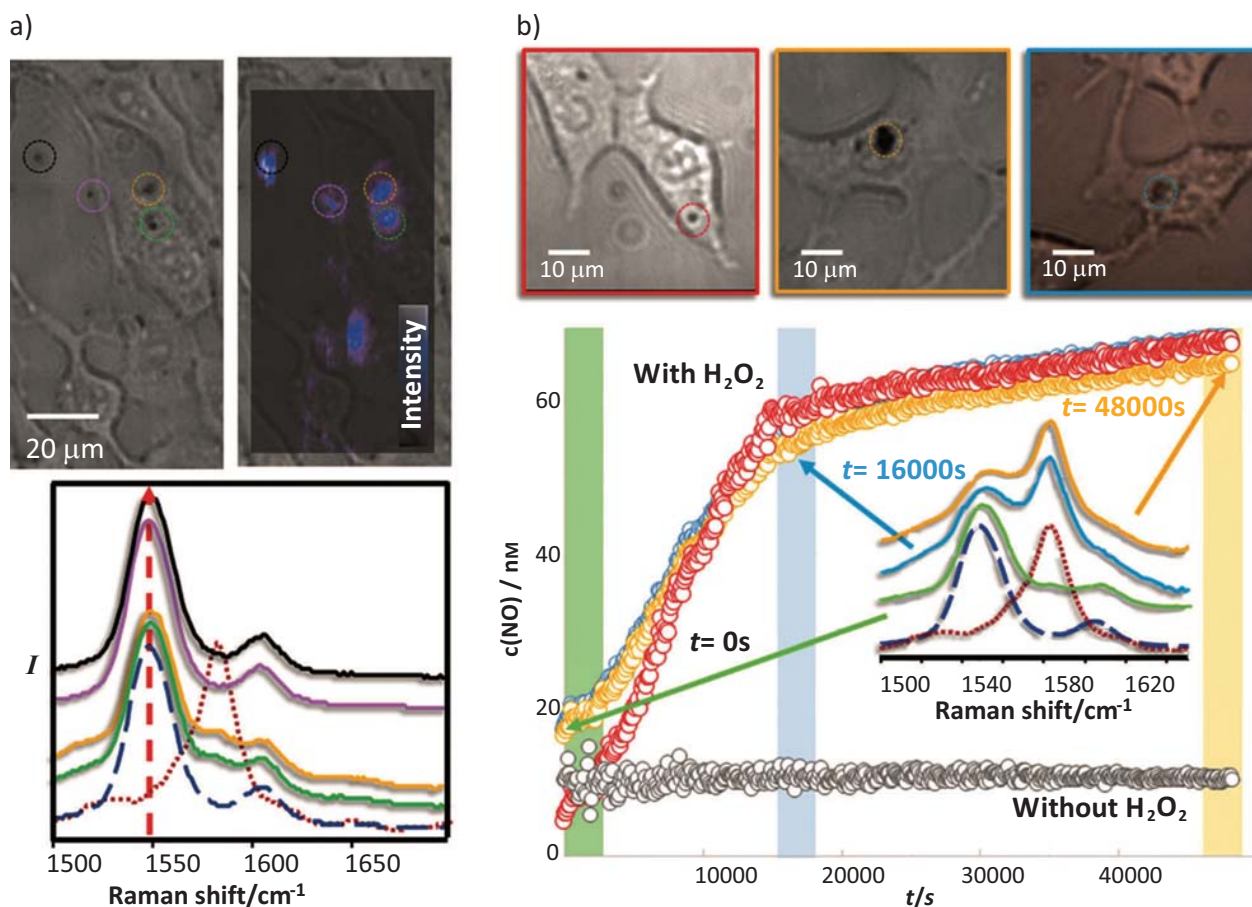 a)
20 μm
Intensity
I
1500 1550 1600 1650
Raman shift/cm⁻¹
b)
10 μm
10 μm
10 μm
With H₂O₂
t= 48000s
t= 16000s
t= 0s
Without H₂O₂
c(NO) / nM
60
40
20
0
10000 20000 30000 40000
t/s
1500 1540 1580 1620
Raman shift/cm⁻¹